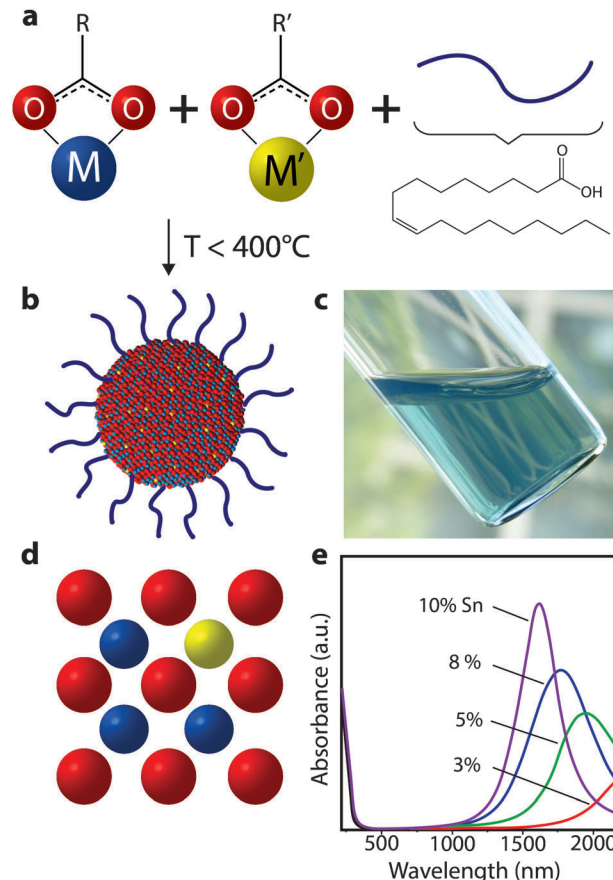 a
R
R'
O
O
+
O
O
+
M
M'
O
OH
T < 400°C
b
c
d
e
10% Sn
8 %
5%
3%
Absorbance (a.u.)
500
1000
1500
2000
Wavelength (nm)